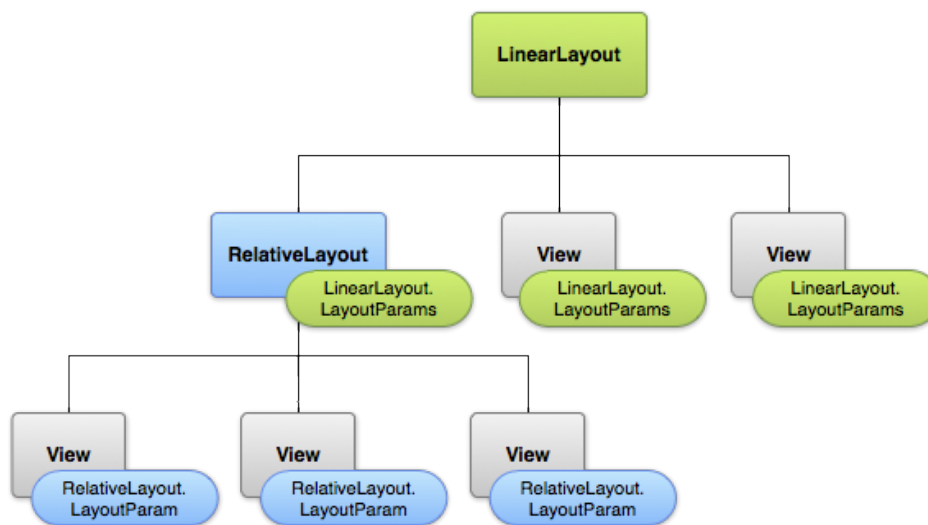 LinearLayout
RelativeLayout
LinearLayout.
LayoutParams
View
LinearLayout.
LayoutParams
View
LinearLayout.
LayoutParams
View
RelativeLayout.
LayoutParam
View
RelativeLayout.
LayoutParam
View
RelativeLayout.
LayoutParam